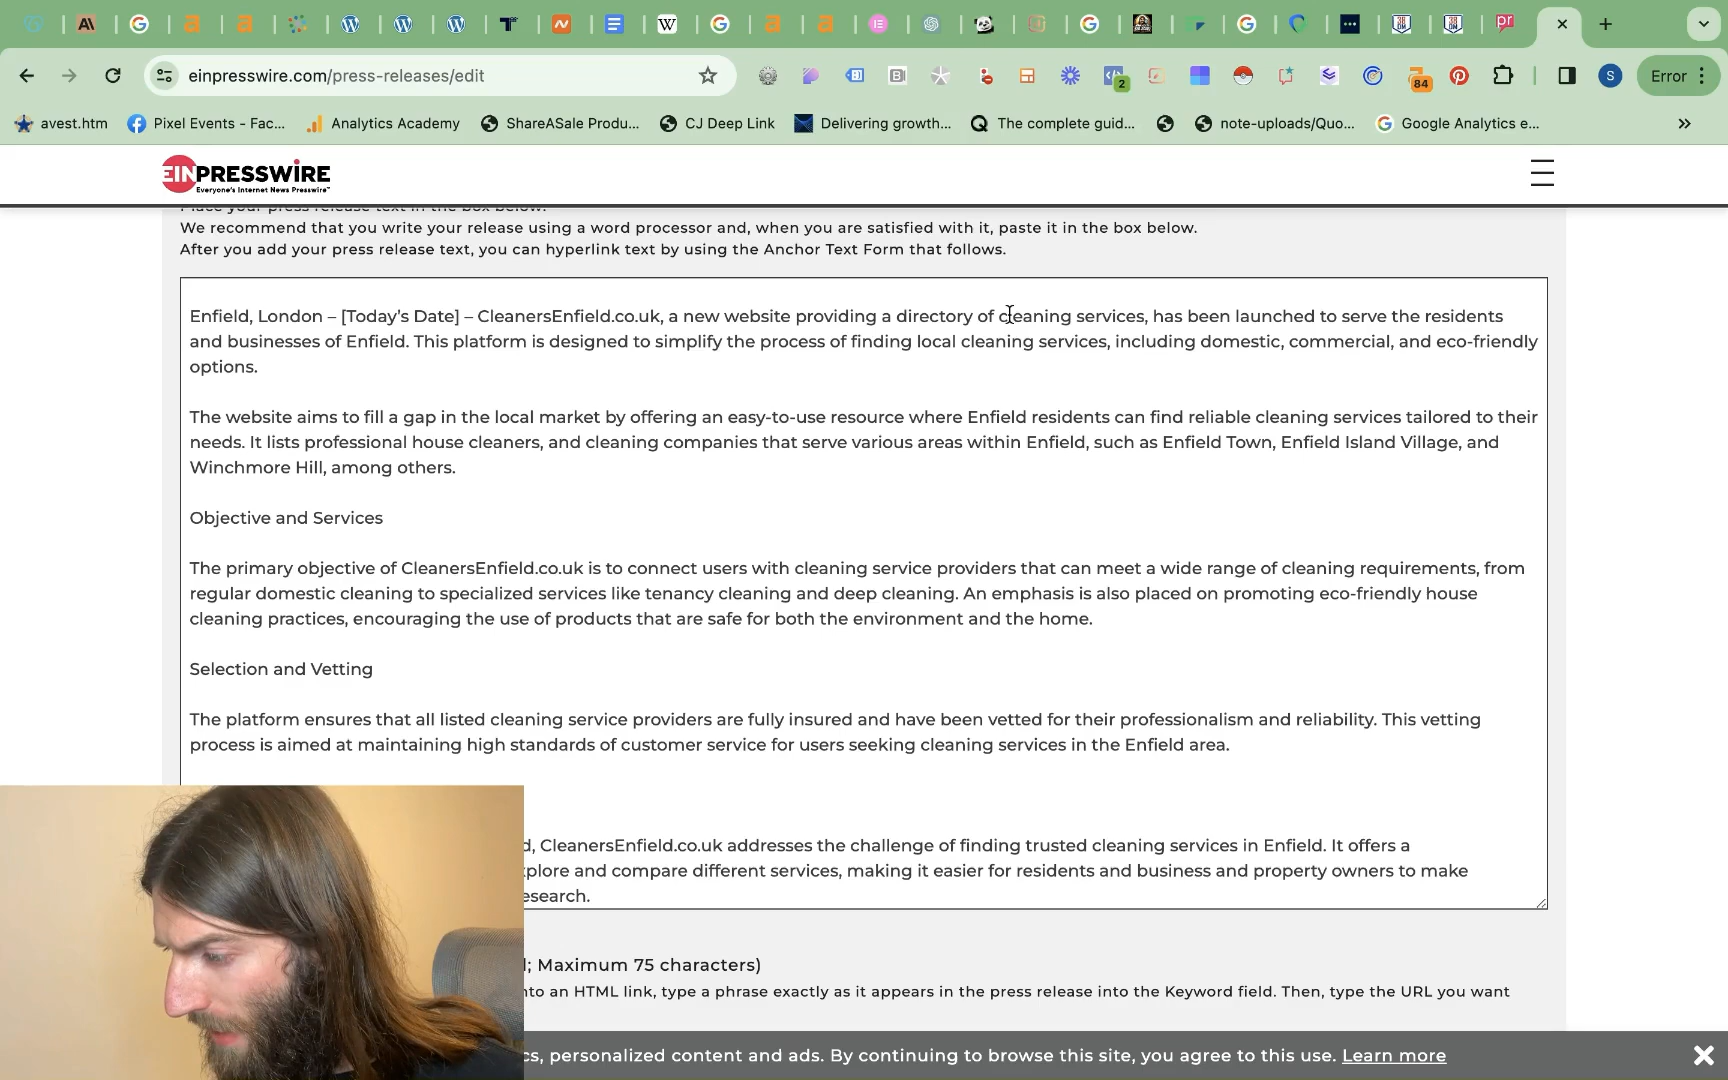 einpresswire.com/press-releases/edit
2
84
S
Error
avest.htm
Pixel Events - Fac...
Analytics Academy
ShareASale Produ...
CJ Deep Link
Delivering growth...
The complete guid...
note-uploads/Quo...
Google Analytics e...
EINPRESSWIRE
Everyone's Internet News Presswire™
Place your press release text in the box below.
We recommend that you write your release using a word processor and, when you are satisfied with it, paste it in the box below.
After you add your press release text, you can hyperlink text by using the Anchor Text Form that follows.
Enfield, London – [Today's Date] – CleanersEnfield.co.uk, a new website providing a directory of cleaning services, has been launched to serve the residents
and businesses of Enfield. This platform is designed to simplify the process of finding local cleaning services, including domestic, commercial, and eco-friendly
options.
The website aims to fill a gap in the local market by offering an easy-to-use resource where Enfield residents can find reliable cleaning services tailored to their
needs. It lists professional house cleaners, and cleaning companies that serve various areas within Enfield, such as Enfield Town, Enfield Island Village, and
Winchmore Hill, among others.
Objective and Services
The primary objective of CleanersEnfield.co.uk is to connect users with cleaning service providers that can meet a wide range of cleaning requirements, from
regular domestic cleaning to specialized services like tenancy cleaning and deep cleaning. An emphasis is also placed on promoting eco-friendly house
cleaning practices, encouraging the use of products that are safe for both the environment and the home.
Selection and Vetting
The platform ensures that all listed cleaning service providers are fully insured and have been vetted for their professionalism and reliability. This vetting
process is aimed at maintaining high standards of customer service for users seeking cleaning services in the Enfield area.
d, CleanersEnfield.co.uk addresses the challenge of finding trusted cleaning services in Enfield. It offers a
xplore and compare different services, making it easier for residents and business and property owners to make
esearch.
; Maximum 75 characters)
nto an HTML link, type a phrase exactly as it appears in the press release into the Keyword field. Then, type the URL you want
cs, personalized content and ads. By continuing to browse this site, you agree to this use. Learn more